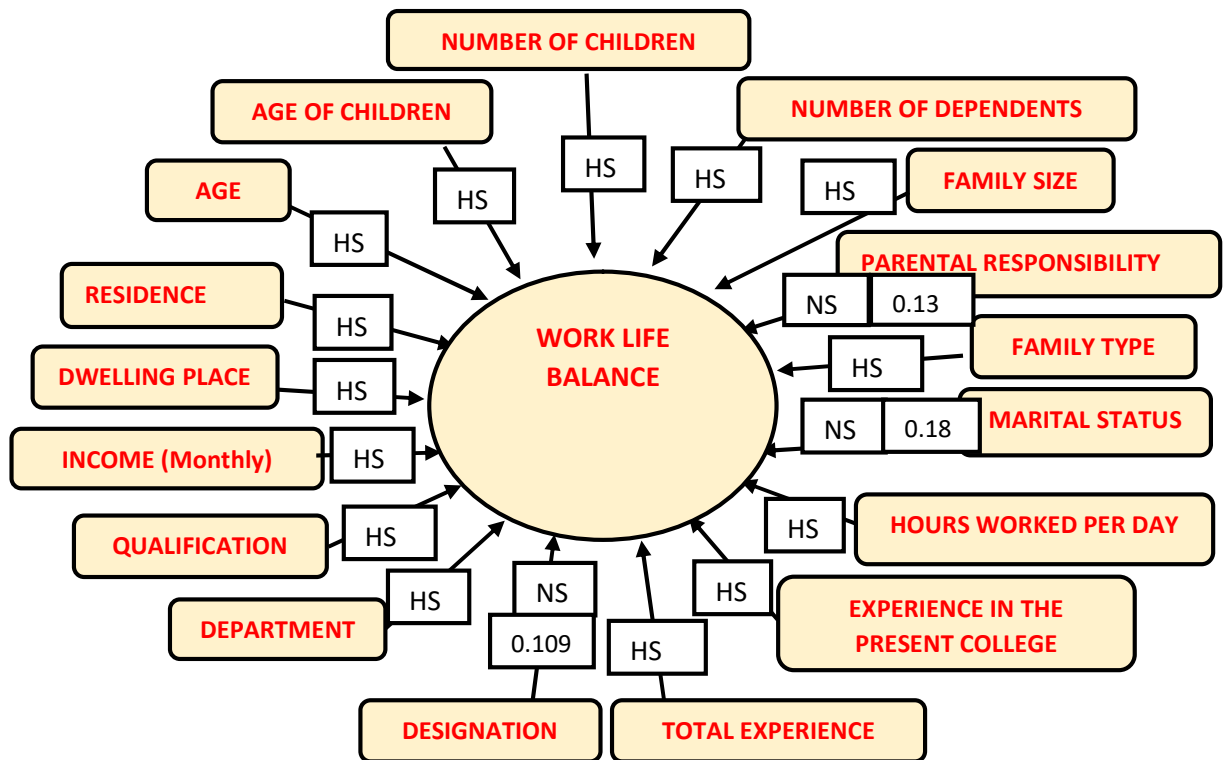 NUMBER OF CHILDREN
AGE OF CHILDREN
NUMBER OF DEPENDENTS
HS
HS
HS
HS
AGE
FAMILY SIZE
HS
PARENTAL RESPONSIBILITY
RESIDENCE
HS
NS
0.13
WORK LIFE
BALANCE
FAMILY TYPE
HS
DWELLING PLACE
HS
MARITAL STATUS
NS
0.18
INCOME (Monthly)
HS
QUALIFICATION
HS
HS
HOURS WORKED PER DAY
DEPARTMENT
HS
NS
0.109
HS
HS
EXPERIENCE IN THE
PRESENT COLLEGE
DESIGNATION
TOTAL EXPERIENCE